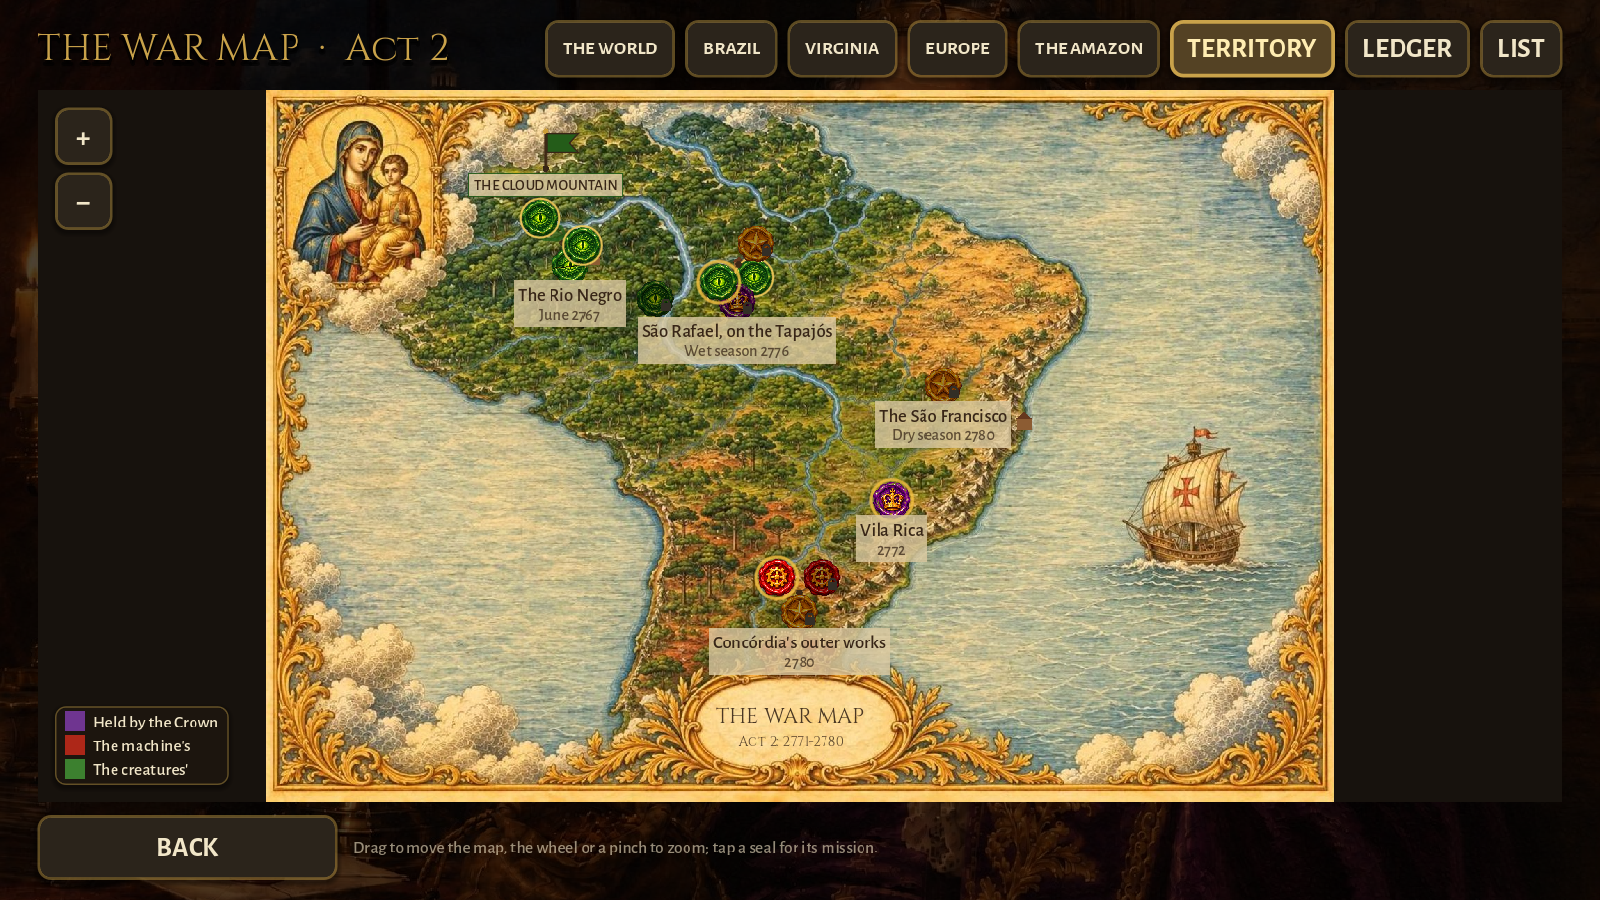 THE WAR MAP · ACT 2
THE WORLD
BRAZIL
VIRGINIA
EUROPE
THE AMAZON
TERRITORY
LEDGER
LIST
+
−
THE CLOUD MOUNTAIN
The Rio Negro
June 2767
São Rafael, on the Tapajós
Wet season 2776
The São Francisco
Dry season 2780
Vila Rica
2772
Concórdia's outer works
2780
THE WAR MAP
ACT 2: 2771-2780
Held by the Crown
The machine's
The creatures'
BACK
Drag to move the map, the wheel or a pinch to zoom; tap a seal for its mission.